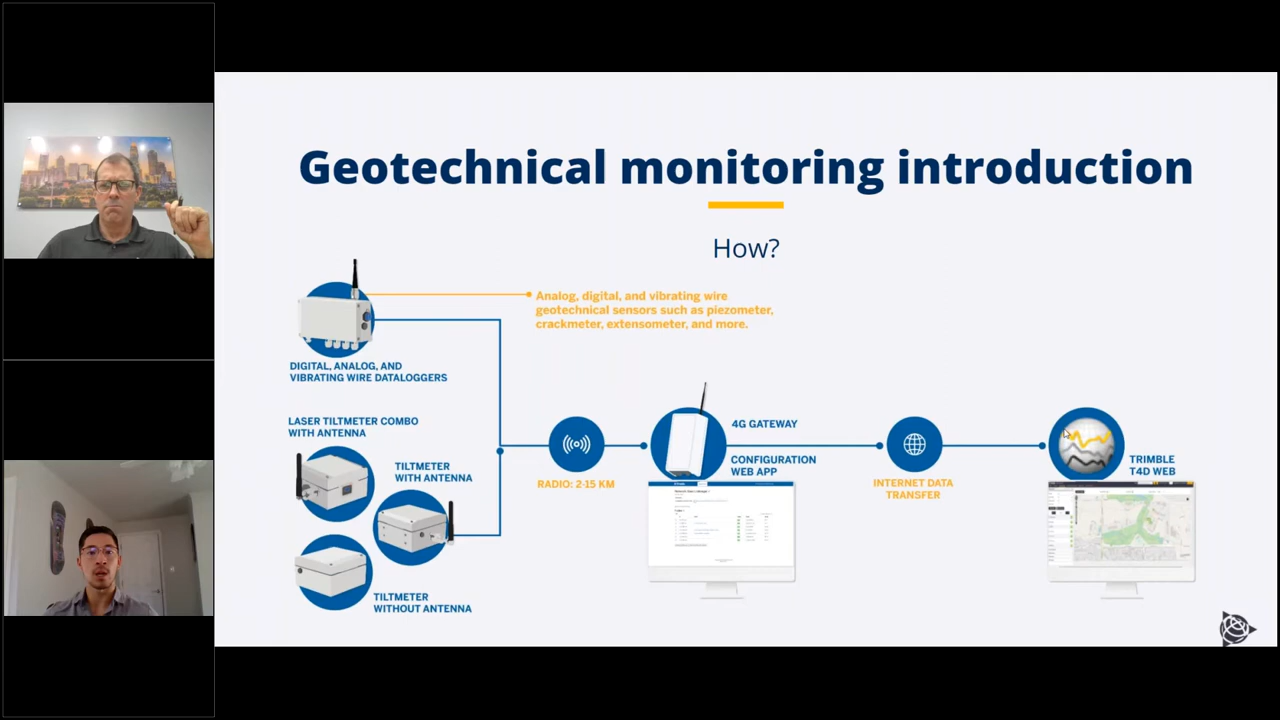 Geotechnical monitoring introduction
How?
Analog, digital, and vibrating wire
geotechnical sensors such as piezometer,
crackmeter, extensometer, and more.
DIGITAL, ANALOG, AND
VIBRATING WIRE DATALOGGERS
LASER TILTMETER COMBO
WITH ANTENNA
TILTMETER
WITH ANTENNA
TILTMETER
WITHOUT ANTENNA
RADIO: 2-15 KM
4G GATEWAY
CONFIGURATION
WEB APP
INTERNET DATA
TRANSFER
TRIMBLE
T4D WEB